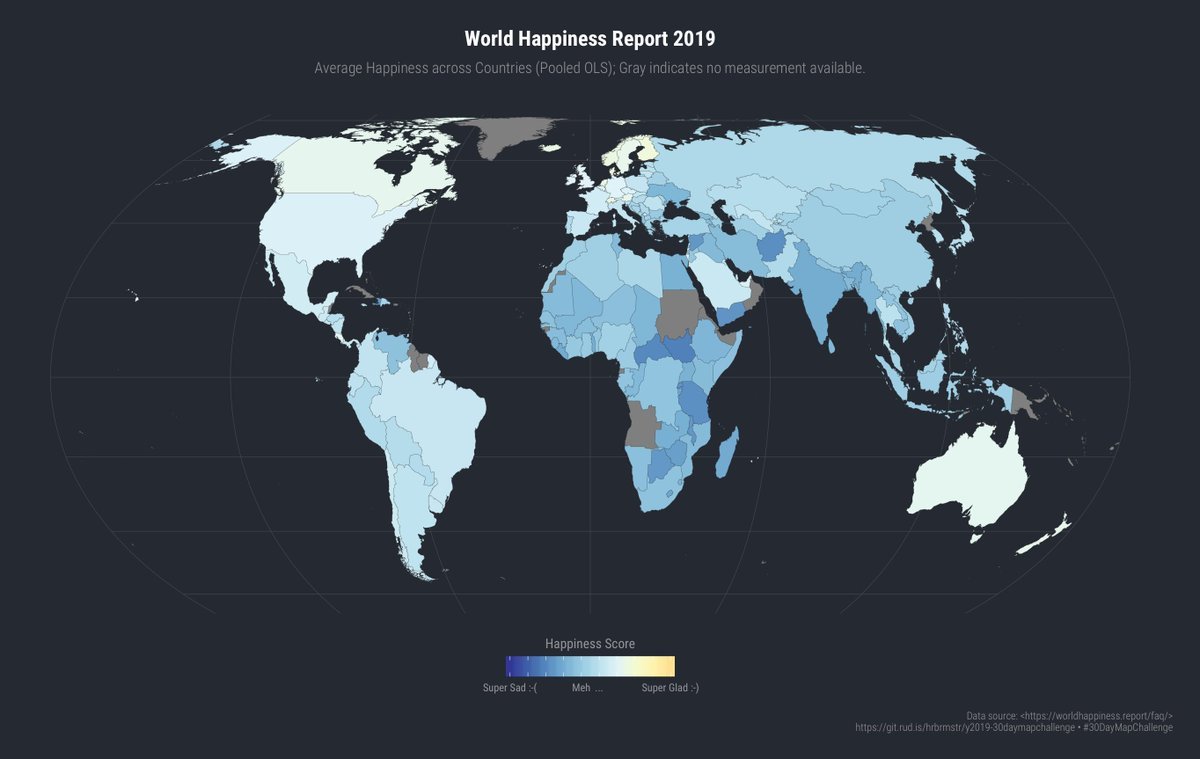 World Happiness Report 2019
Average Happiness across Countries (Pooled OLS); Gray indicates no measurement available.
Happiness Score
Super Sad :-( Meh ... Super Glad :-)
Data source: <https://worldhappiness.report/faq/>
https://git.rud.is/hrbrmstr/y2019-30daymapchallenge • #30DayMapChallenge